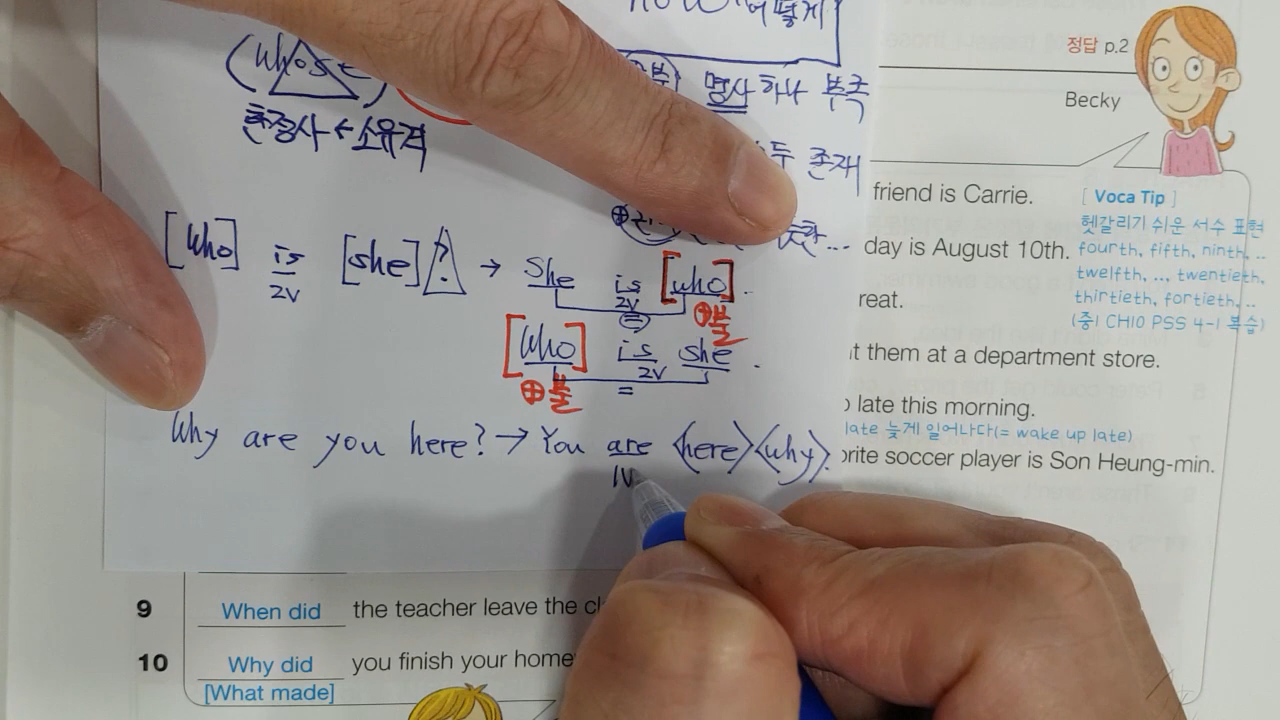 어떻게
정답 p.2
(whose)
명사 하나 부족
Becky
한정사 ← 소유격
두 존재
friend is Carrie.
[ Voca Tip ]
헷갈리기 쉬운 서수 표현
[who] is [she]? → She is [who].
2V
2V
=
⊕불
day is August 10th.
fourth, fifth, ninth, ..
twelfth, ..., twentieth,
reat.
thirtieth, fortieth, ..
(중1 CH10 PSS 4-1 복습)
[who] is she.
2V
=
⊕불
t them at a department store.
late this morning.
late 늦게 일어나다(= wake up late)
Why are you here? → You are <here><why>.
1V
orite soccer player is Son Heung-min.
9 When did the teacher leave the cl
10 Why did you finish your home
[What made]